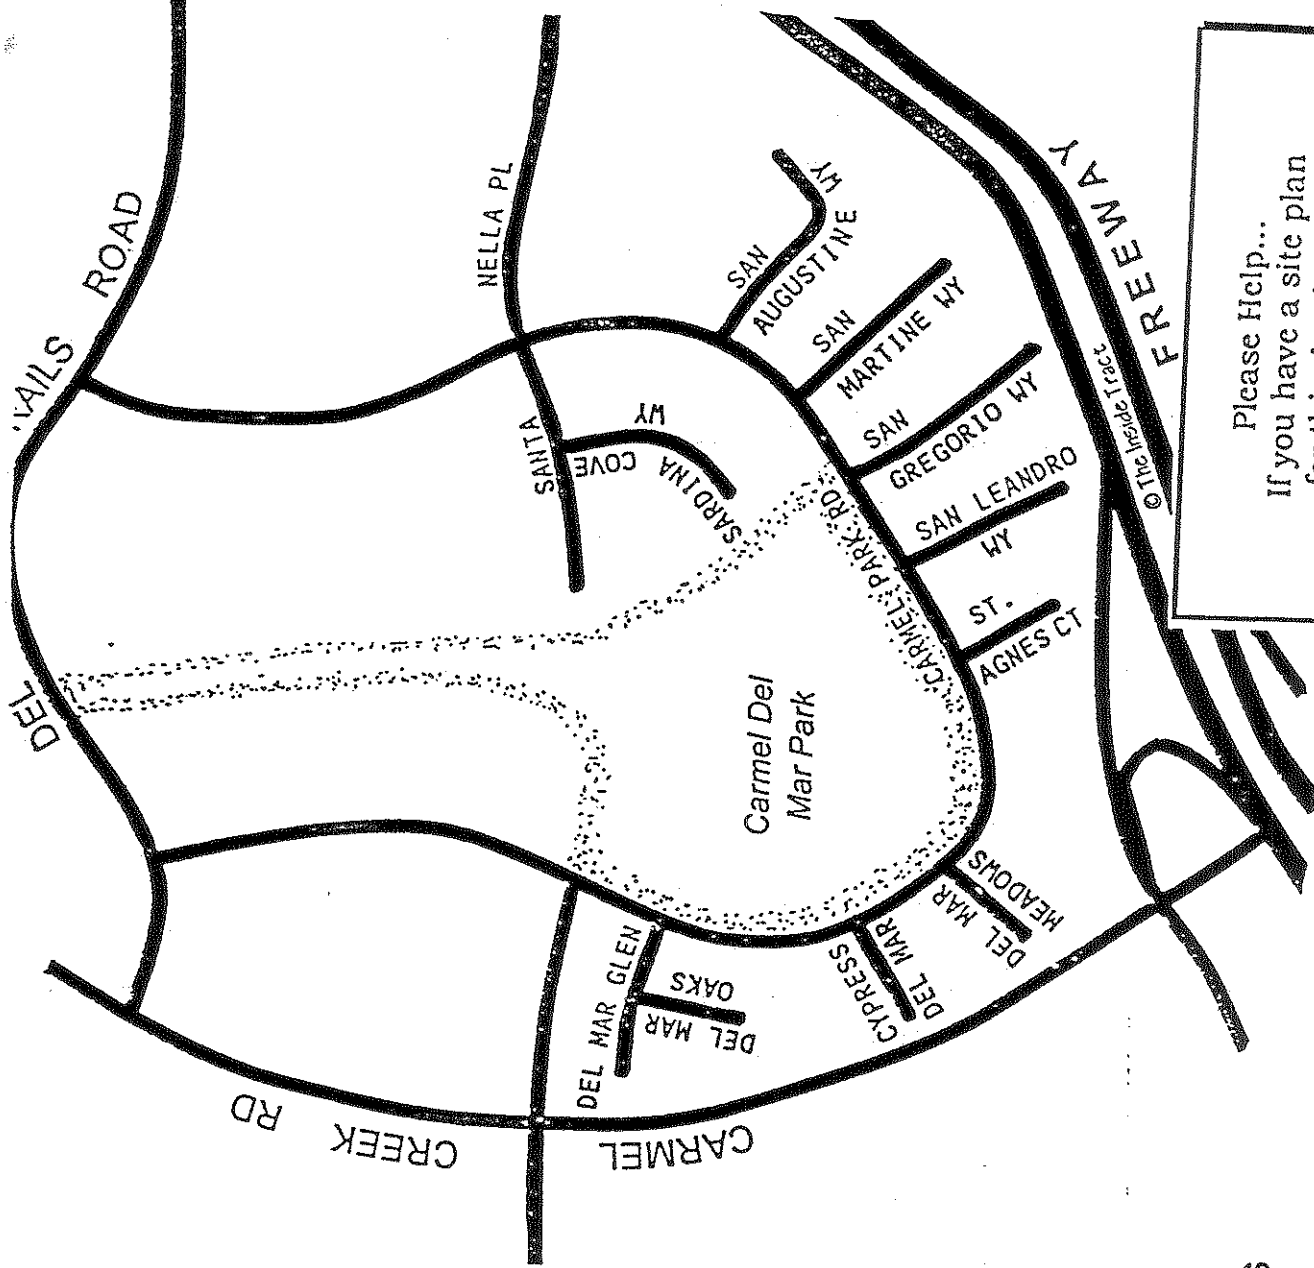 DEL
'VAILS
ROAD
NELLA PL
SANTA
SARDINA COVE WY
SAN
AUGUSTINE WY
SAN
MARTINE WY
SAN
GREGORIO WY
SAN LEANDRO
WY
ST.
AGNES CT
CARMEL PARK RD
Carmel Del
Mar Park
DEL MAR
MEADOWS
CYPRESS
DEL MAR
DEL MAR GLEN
DEL MAR
OAKS
CARMEL
CREEK RD
FREEWAY
© The Inside Tract
Please Help...
If you have a site plan